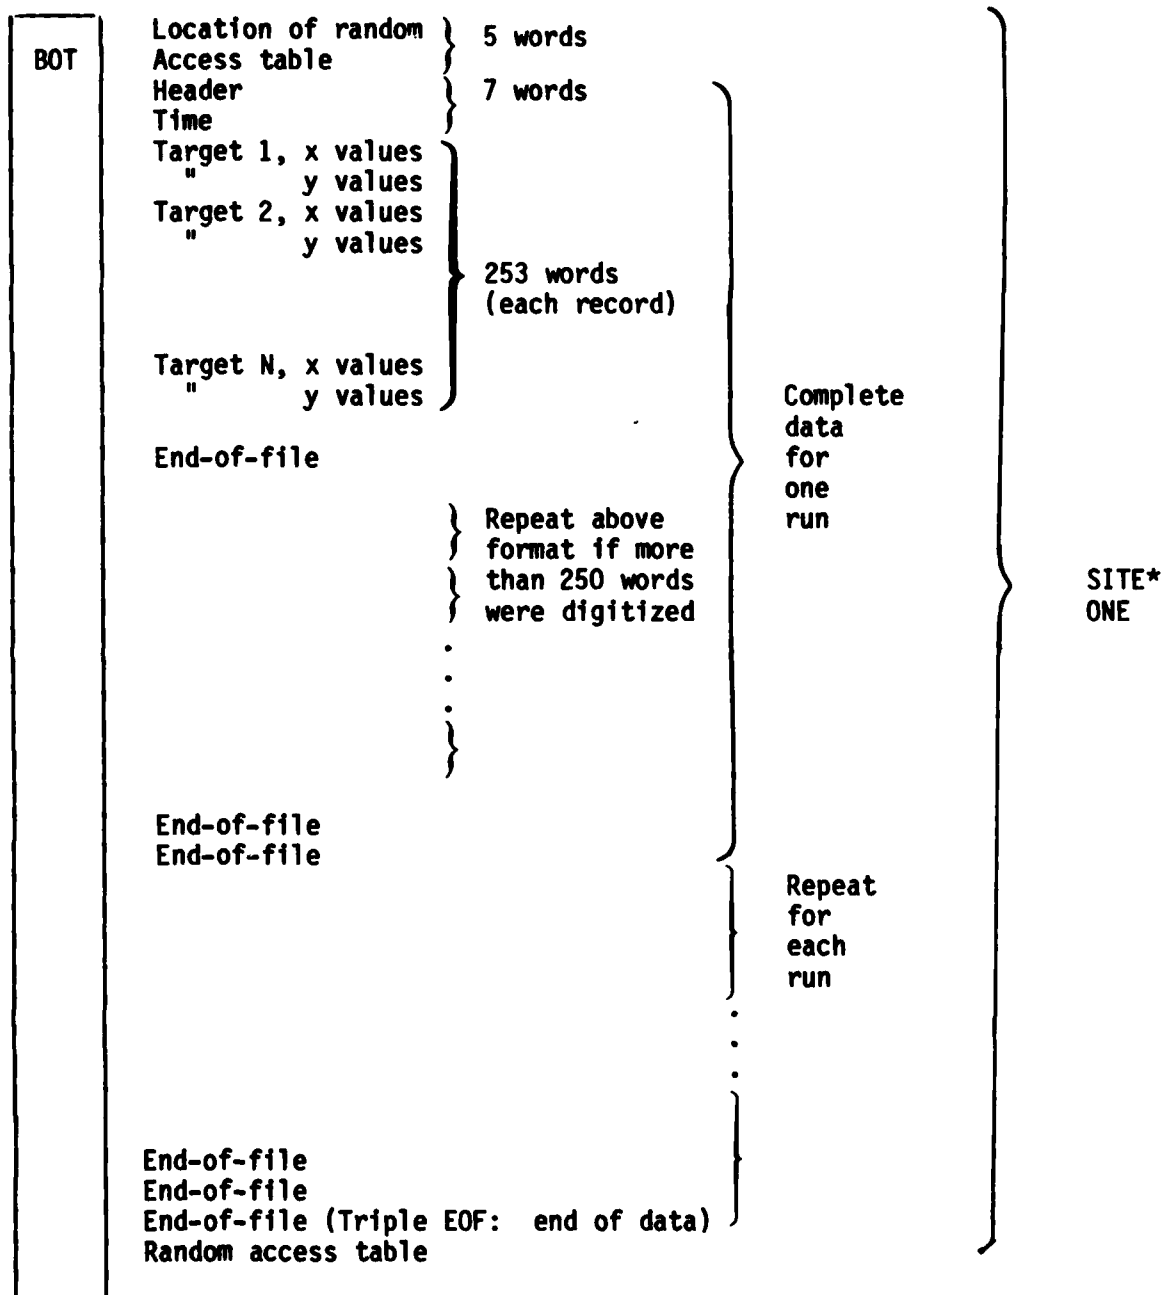 BOT
Location of random
Access table
5 words
Header
Time
7 words
Target 1, x values
" y values
Target 2, x values
" y values
Target N, x values
" y values
253 words
(each record)
End-of-file
Repeat above
format if more
than 250 words
were digitized
.
.
.
End-of-file
End-of-file
Complete
data
for
one
run
Repeat
for
each
run
.
.
.
End-of-file
End-of-file
End-of-file (Triple EOF: end of data)
Random access table
SITE*
ONE